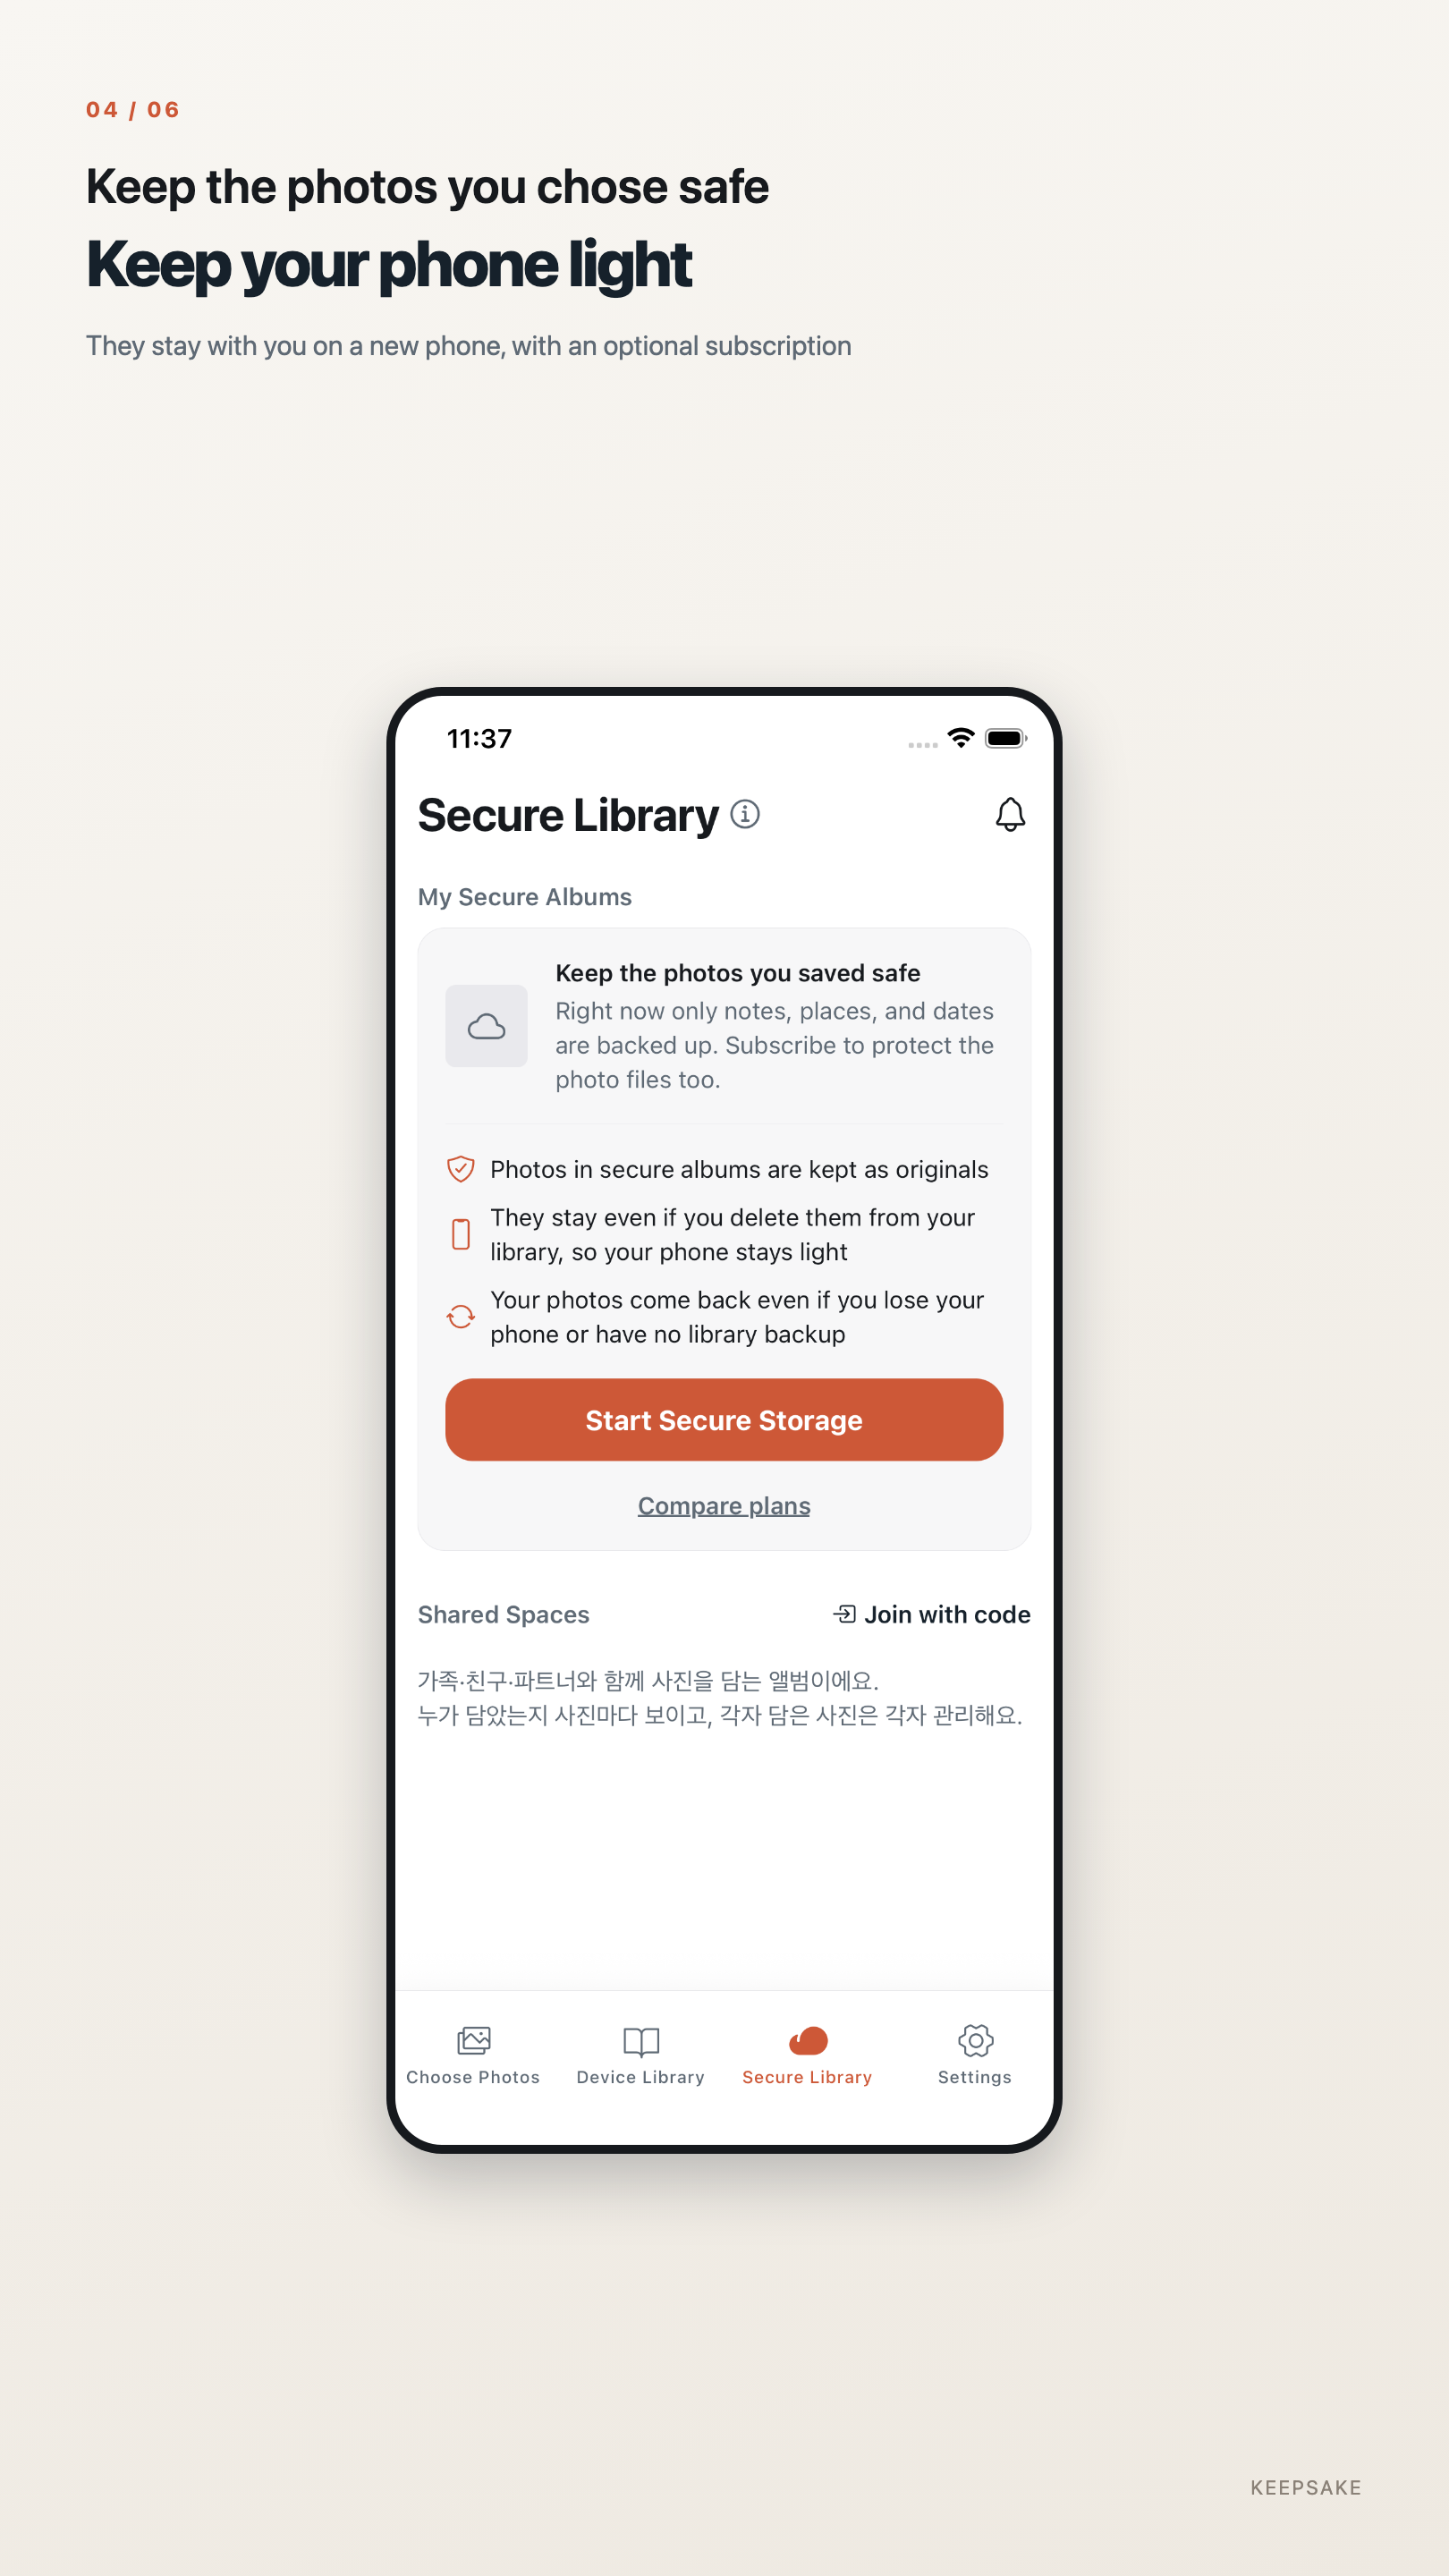 04 / 06
Keep the photos you chose safe
Keep your phone light
They stay with you on a new phone, with an optional subscription
11:37
Secure Library
My Secure Albums
Keep the photos you saved safe
Right now only notes, places, and dates
are backed up. Subscribe to protect the
photo files too.
Photos in secure albums are kept as originals
They stay even if you delete them from your
library, so your phone stays light
Your photos come back even if you lose your
phone or have no library backup
Start Secure Storage
Compare plans
Shared Spaces
Join with code
가족·친구·파트너와 함께 사진을 담는 앨범이에요.
누가 담았는지 사진마다 보이고, 각자 담은 사진은 각자 관리해요.
Choose Photos
Device Library
Secure Library
Settings
KEEPSAKE